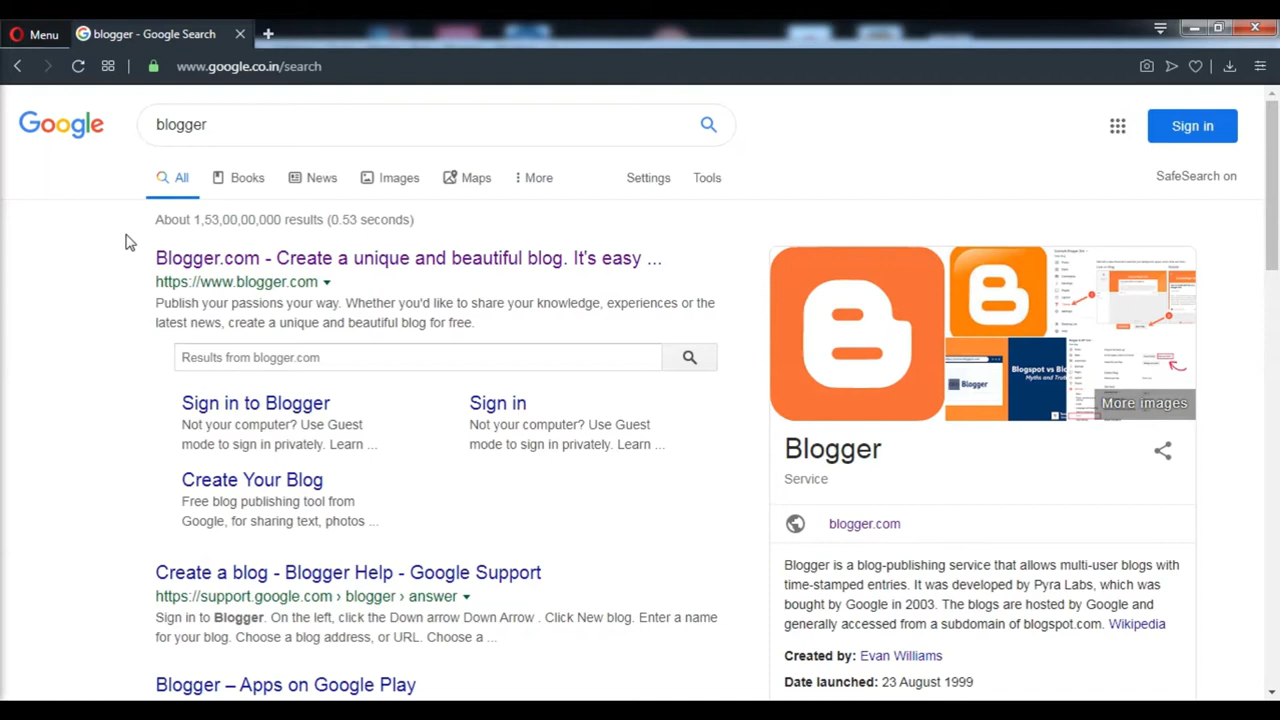 Menu
blogger - Google Search
www.google.co.in/search
Google
blogger
Sign in
All
Books
News
Images
Maps
More
Settings
Tools
SafeSearch on
About 1,53,00,00,000 results (0.53 seconds)
Blogger.com - Create a unique and beautiful blog. It's easy ...
https://www.blogger.com
Publish your passions your way. Whether you'd like to share your knowledge, experiences or the
latest news, create a unique and beautiful blog for free.
Results from blogger.com
Sign in to Blogger
Not your computer? Use Guest
mode to sign in privately. Learn ...
Sign in
Not your computer? Use Guest
mode to sign in privately. Learn ...
Create Your Blog
Free blog publishing tool from
Google, for sharing text, photos ...
Create a blog - Blogger Help - Google Support
https://support.google.com › blogger › answer
Sign in to Blogger. On the left, click the Down arrow Down Arrow . Click New blog. Enter a name
for your blog. Choose a blog address, or URL. Choose a ...
Blogger – Apps on Google Play
Blogspot vs Blo
Myths and Truth
More images
Blogger
Service
blogger.com
Blogger is a blog-publishing service that allows multi-user blogs with
time-stamped entries. It was developed by Pyra Labs, which was
bought by Google in 2003. The blogs are hosted by Google and
generally accessed from a subdomain of blogspot.com. Wikipedia
Created by: Evan Williams
Date launched: 23 August 1999